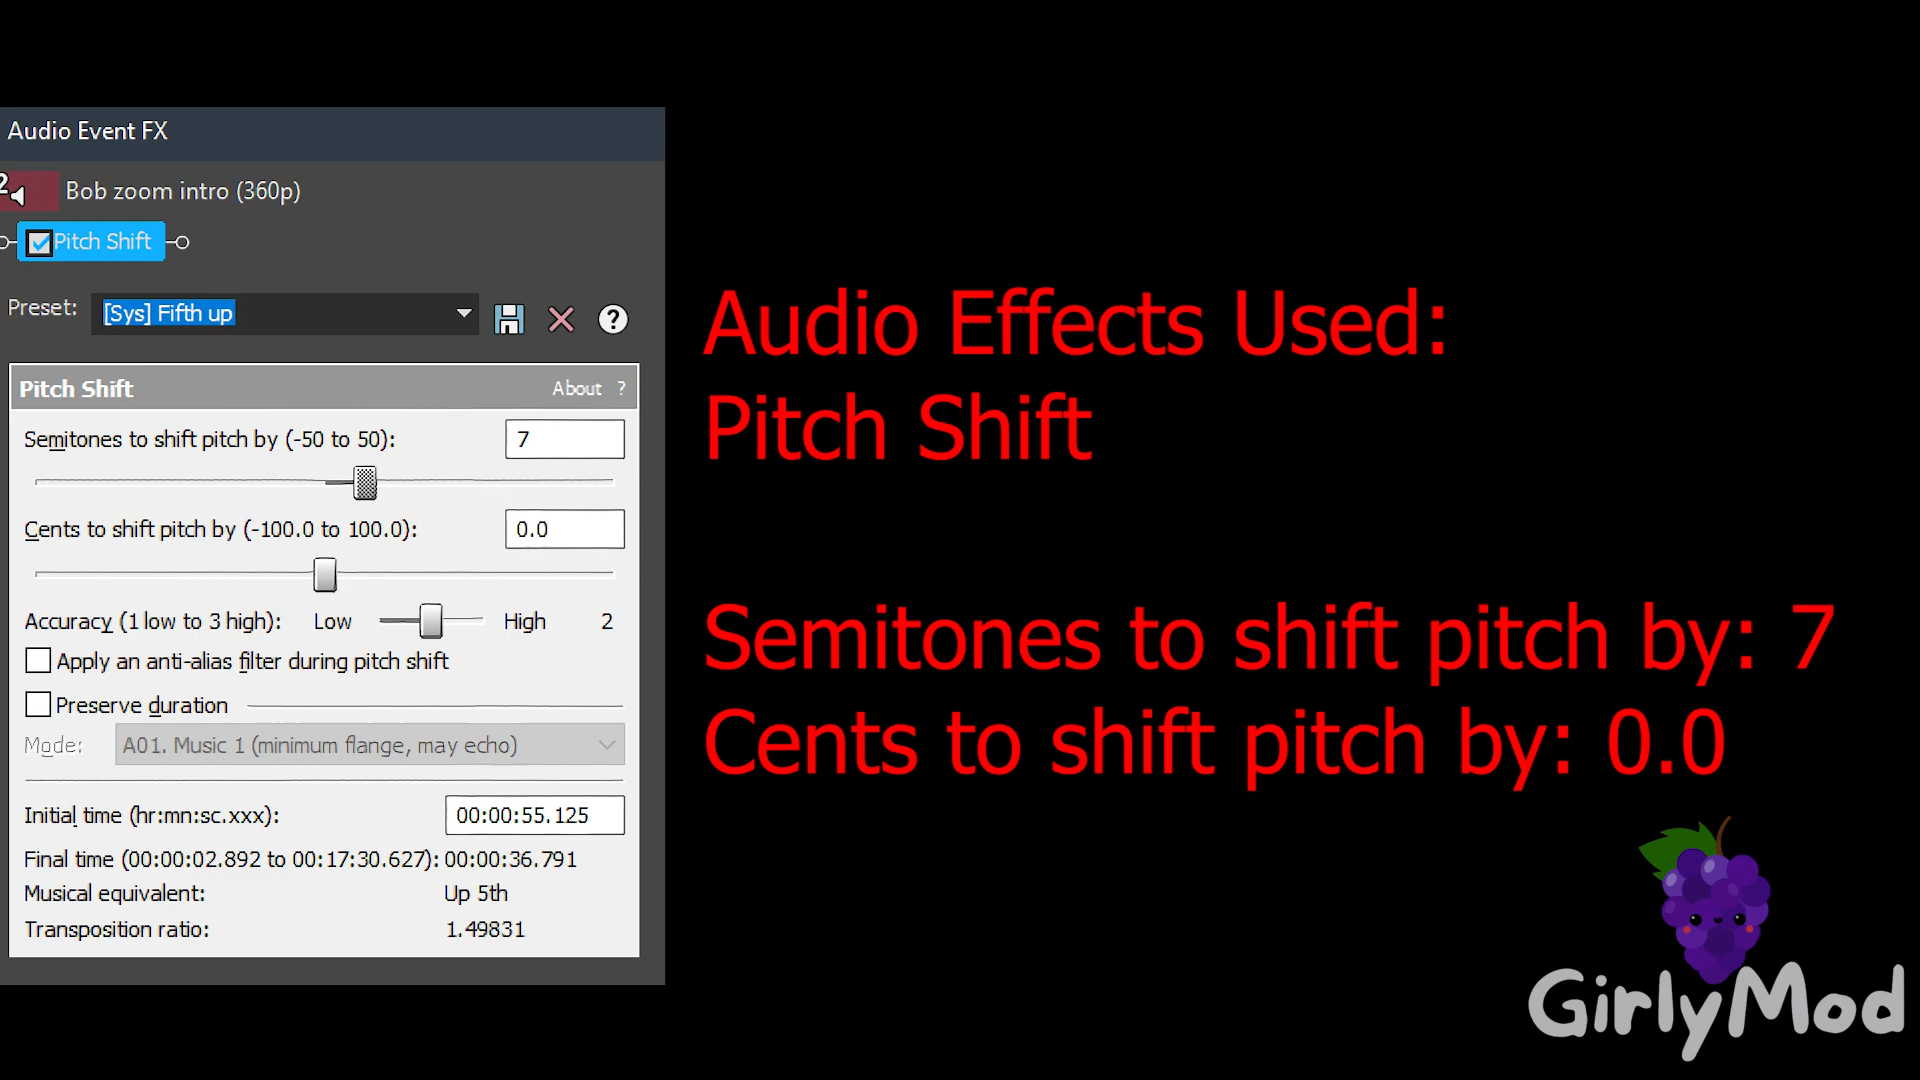 Audio Event FX
2
Bob zoom intro (360p)
Pitch Shift
Preset: [Sys] Fifth up ?
Pitch Shift About ?
Semitones to shift pitch by (-50 to 50): 7
Cents to shift pitch by (-100.0 to 100.0): 0.0
Accuracy (1 low to 3 high): Low High 2
Apply an anti-alias filter during pitch shift
Preserve duration
Mode: A01. Music 1 (minimum flange, may echo)
Initial time (hr:mn:sc.xxx): 00:00:55.125
Final time (00:00:02.892 to 00:17:30.627): 00:00:36.791
Musical equivalent: Up 5th
Transposition ratio: 1.49831
Audio Effects Used:
Pitch Shift
Semitones to shift pitch by: 7
Cents to shift pitch by: 0.0
GirlyMod